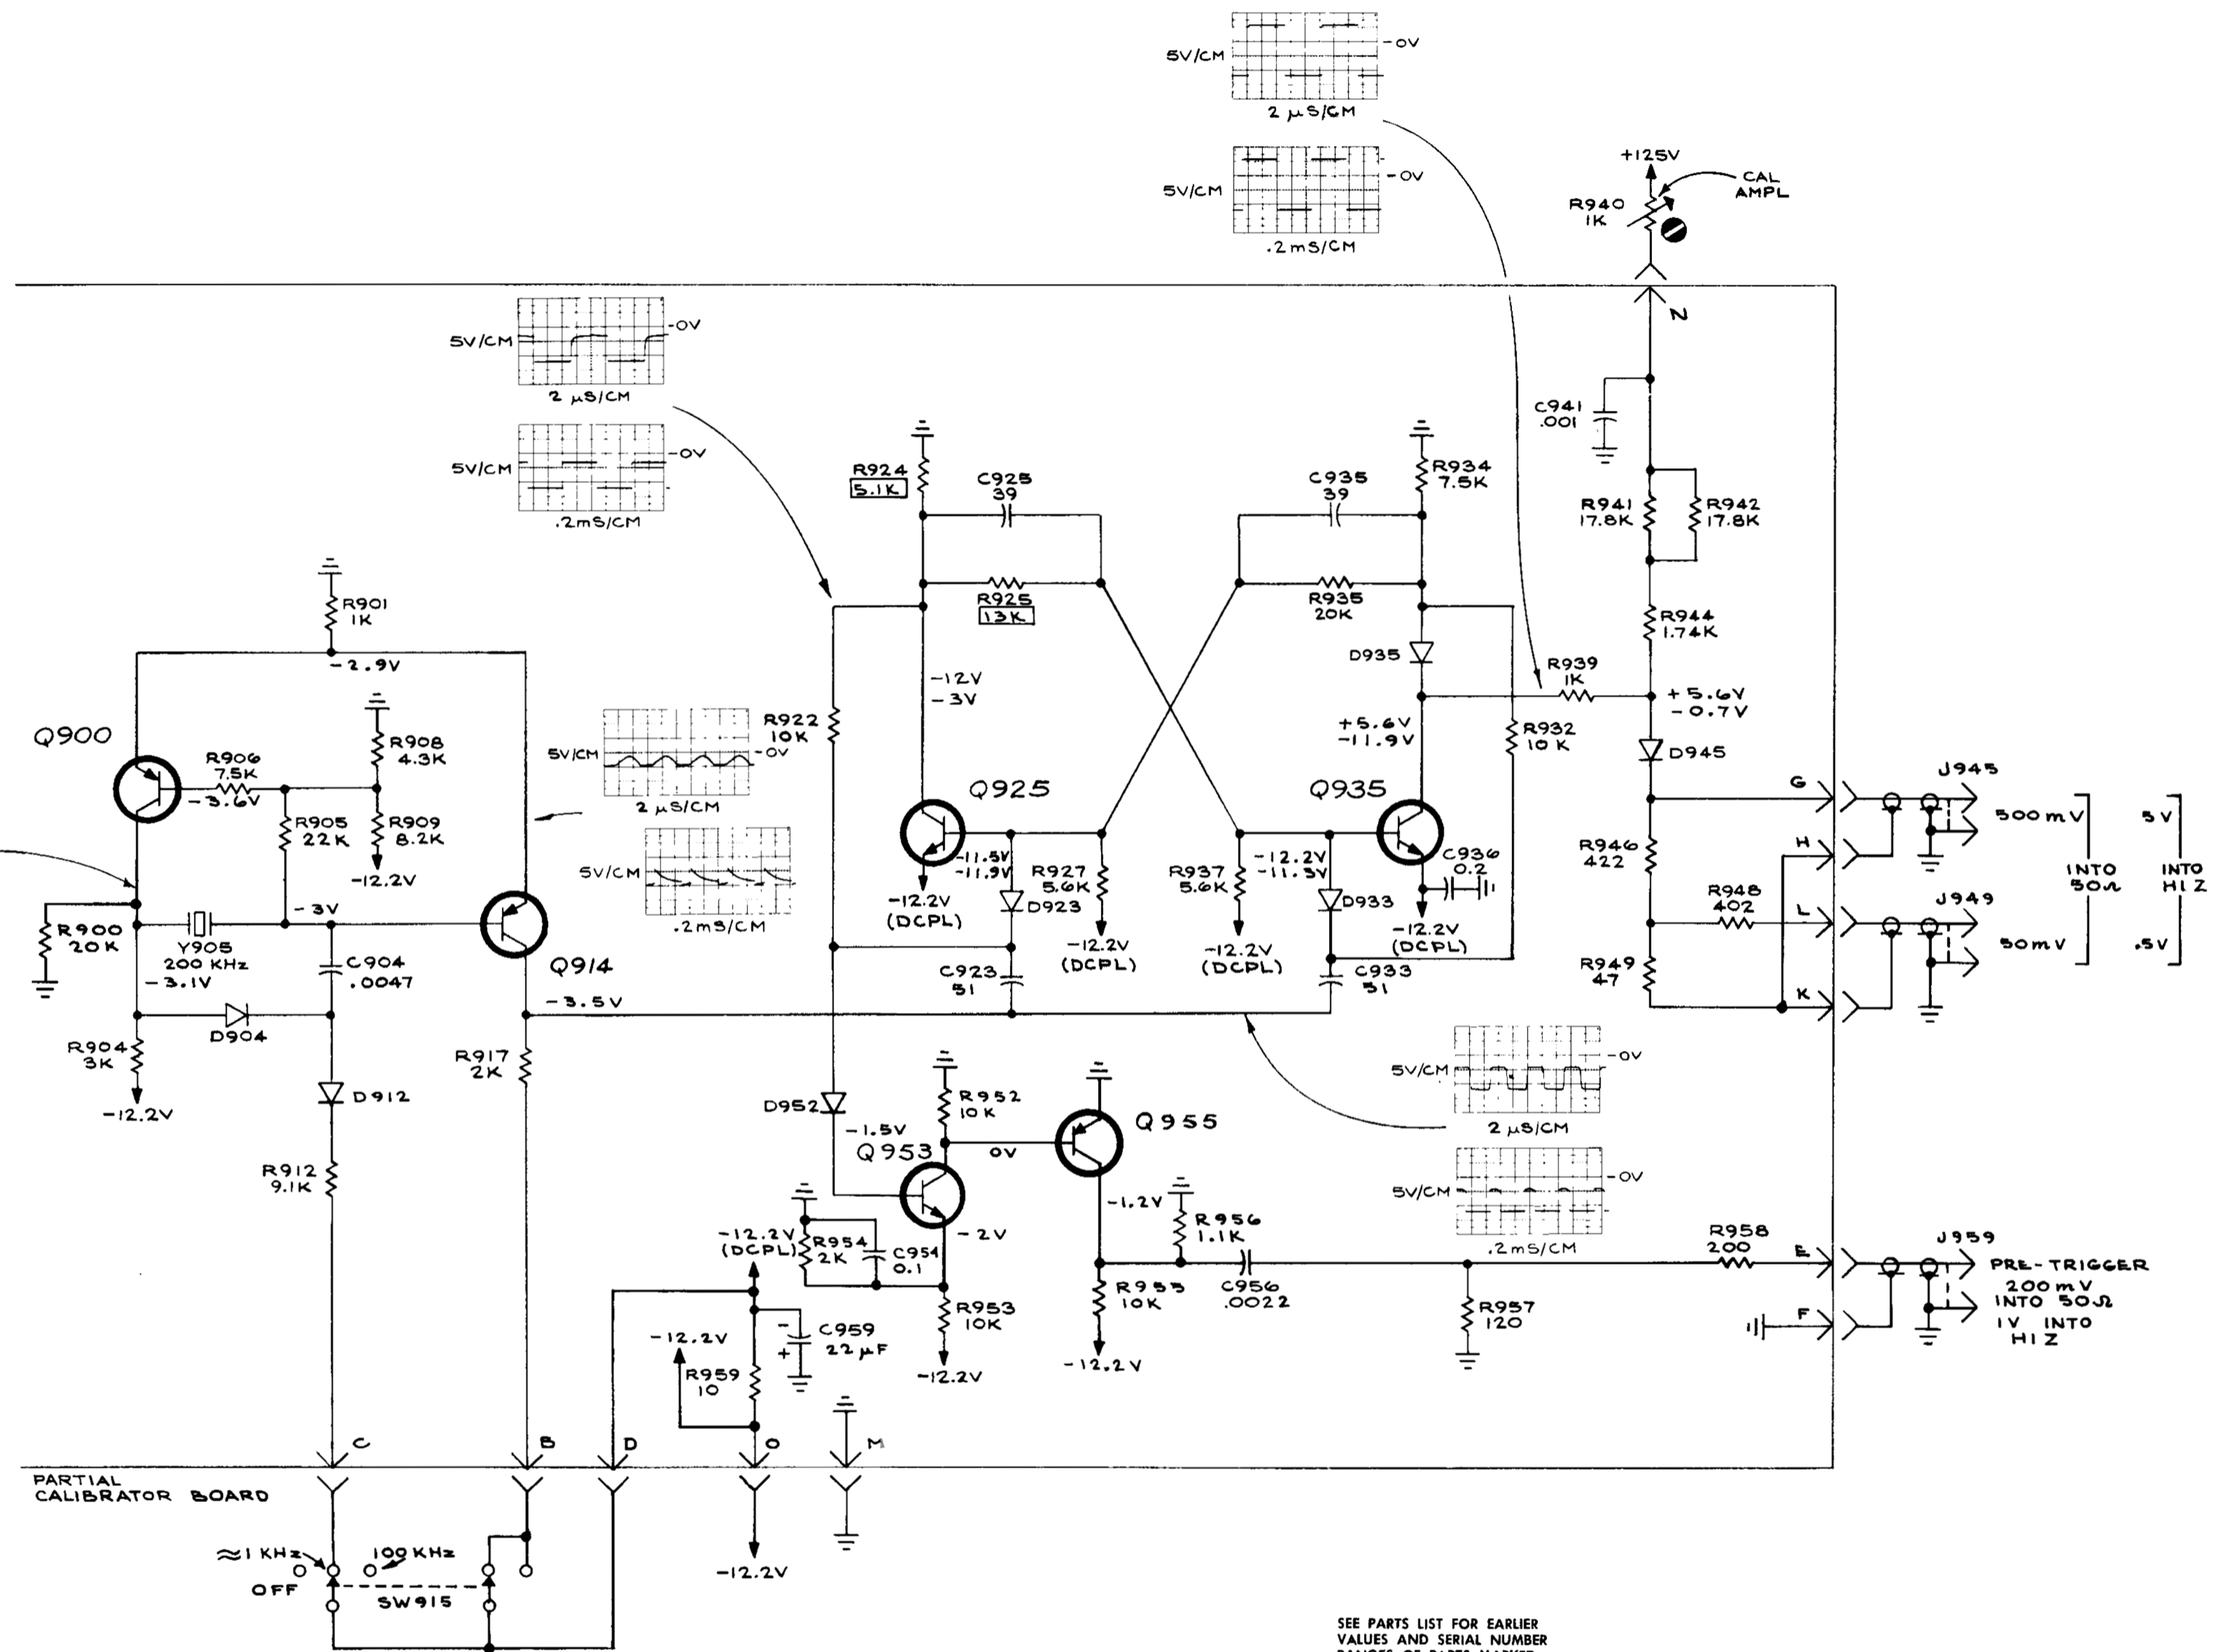 5V/CM
-0V
2 µS/CM
5V/CM
-0V
.2mS/CM
+125V
CAL
AMPL
R940
1K
N
5V/CM
-0V
2 µS/CM
5V/CM
-0V
.2mS/CM
C941
.001
R924
5.1K
C925
39
C935
39
R934
7.5K
R941
17.8K
R942
17.8K
R925
13K
R935
20K
R901
1K
-2.9V
R944
1.74K
D935
R939
1K
-12V
-3V
+5.6V
-0.7V
Q900
R908
4.3K
R906
7.5K
-3.6V
5V/CM
-0V
2 µS/CM
R922
10K
+5.6V
-11.9V
R932
10K
D945
R905
22K
R909
8.2K
-12.2V
Q925
Q935
G
J945
500mV
5V
5V/CM
.2mS/CM
-11.5V
-11.9V
R927
5.6K
R937
5.6K
-12.2V
-11.3V
C936
0.2
R946
422
H
INTO
50Ω
INTO
HI Z
-3V
-12.2V
(DCPL)
D923
D933
R948
402
L
J949
R900
20K
Y905
200 KHz
-3.1V
C904
.0047
Q914
-12.2V
(DCPL)
-12.2V
(DCPL)
-12.2V
(DCPL)
50mV
.5V
C923
51
C933
51
R949
47
K
-3.5V
D904
R904
3K
-12.2V
R917
2K
D912
5V/CM
-0V
2 µS/CM
D952
R952
10K
-1.5V
Q953
0V
Q955
R912
9.1K
5V/CM
-0V
.2mS/CM
-1.2V
R956
1.1K
-12.2V
(DCPL)
R954
2K
C954
0.1
-2V
R958
200
E
J959
PRE-TRIGGER
200mV
INTO 50Ω
1V INTO
HI Z
R953
10K
R955
10K
C956
.0022
R957
120
F
-12.2V
-
+
C959
22µF
R959
10
-12.2V
-12.2V
C
B
D
O
M
PARTIAL
CALIBRATOR BOARD
≈1 KHz
100KHz
OFF
SW915
-12.2V
SEE PARTS LIST FOR EARLIER
VALUES AND SERIAL NUMBER
RANGES OF PARTS MARKED